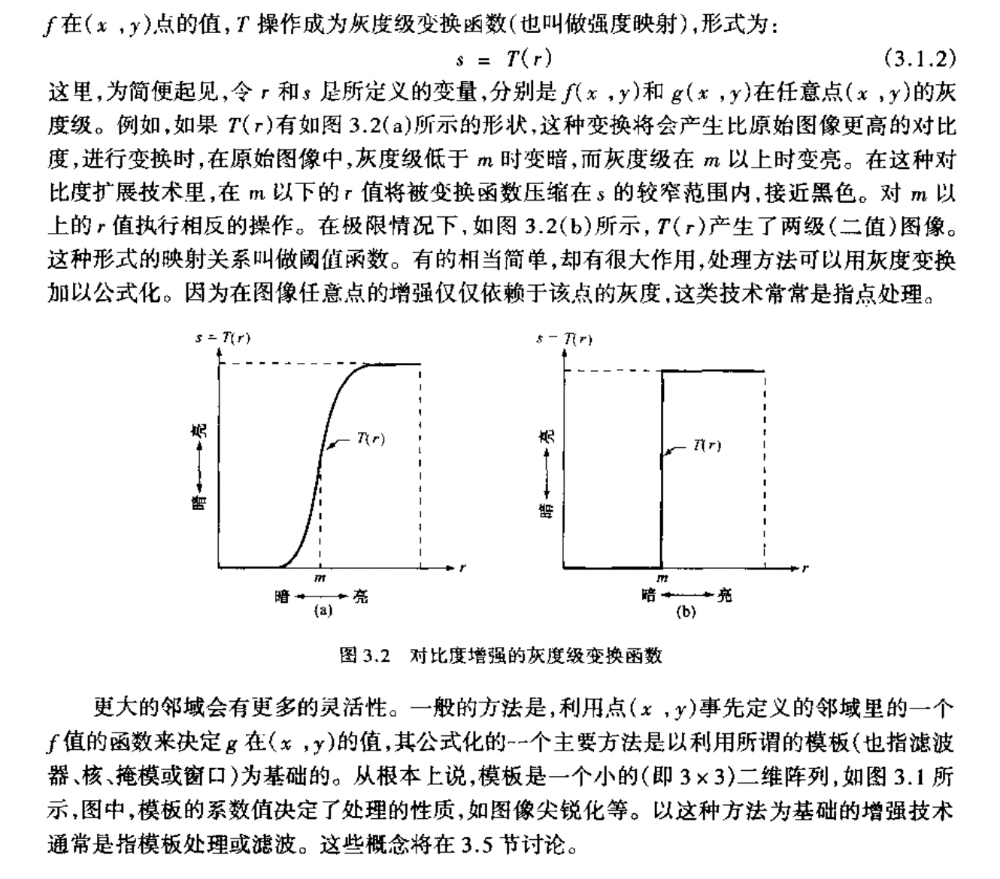 f 在(x ,y)点的值,T 操作成为灰度级变换函数(也叫做强度映射),形式为:
s = T(r) (3.1.2)
这里,为简便起见,令 r 和 s 是所定义的变量,分别是 f(x ,y)和 g(x ,y)在任意点(x ,y)的灰
度级。例如,如果 T(r)有如图 3.2(a)所示的形状,这种变换将会产生比原始图像更高的对比
度,进行变换时,在原始图像中,灰度级低于 m 时变暗,而灰度级在 m 以上时变亮。在这种对
比度扩展技术里,在 m 以下的 r 值将被变换函数压缩在 s 的较窄范围内,接近黑色。对 m 以
上的 r 值执行相反的操作。在极限情况下,如图 3.2(b)所示,T(r)产生了两级(二值)图像。
这种形式的映射关系叫做阈值函数。有的相当简单,却有很大作用,处理方法可以用灰度变换
加以公式化。因为在图像任意点的增强仅仅依赖于该点的灰度,这类技术常常是指点处理。
s = T(r)
亮
暗
T(r)
m
r
暗 亮
(a)
s = T(r)
亮
暗
T(r)
m
r
暗 亮
(b)
图 3.2 对比度增强的灰度级变换函数
更大的邻域会有更多的灵活性。一般的方法是,利用点(x ,y)事先定义的邻域里的一个
f 值的函数来决定 g 在(x ,y)的值,其公式化的一个主要方法是以利用所谓的模板(也指滤波
器、核、掩模或窗口)为基础的。从根本上说,模板是一个小的(即 3×3)二维阵列,如图 3.1 所
示,图中,模板的系数值决定了处理的性质,如图像尖锐化等。以这种方法为基础的增强技术
通常是指模板处理或滤波。这些概念将在 3.5 节讨论。